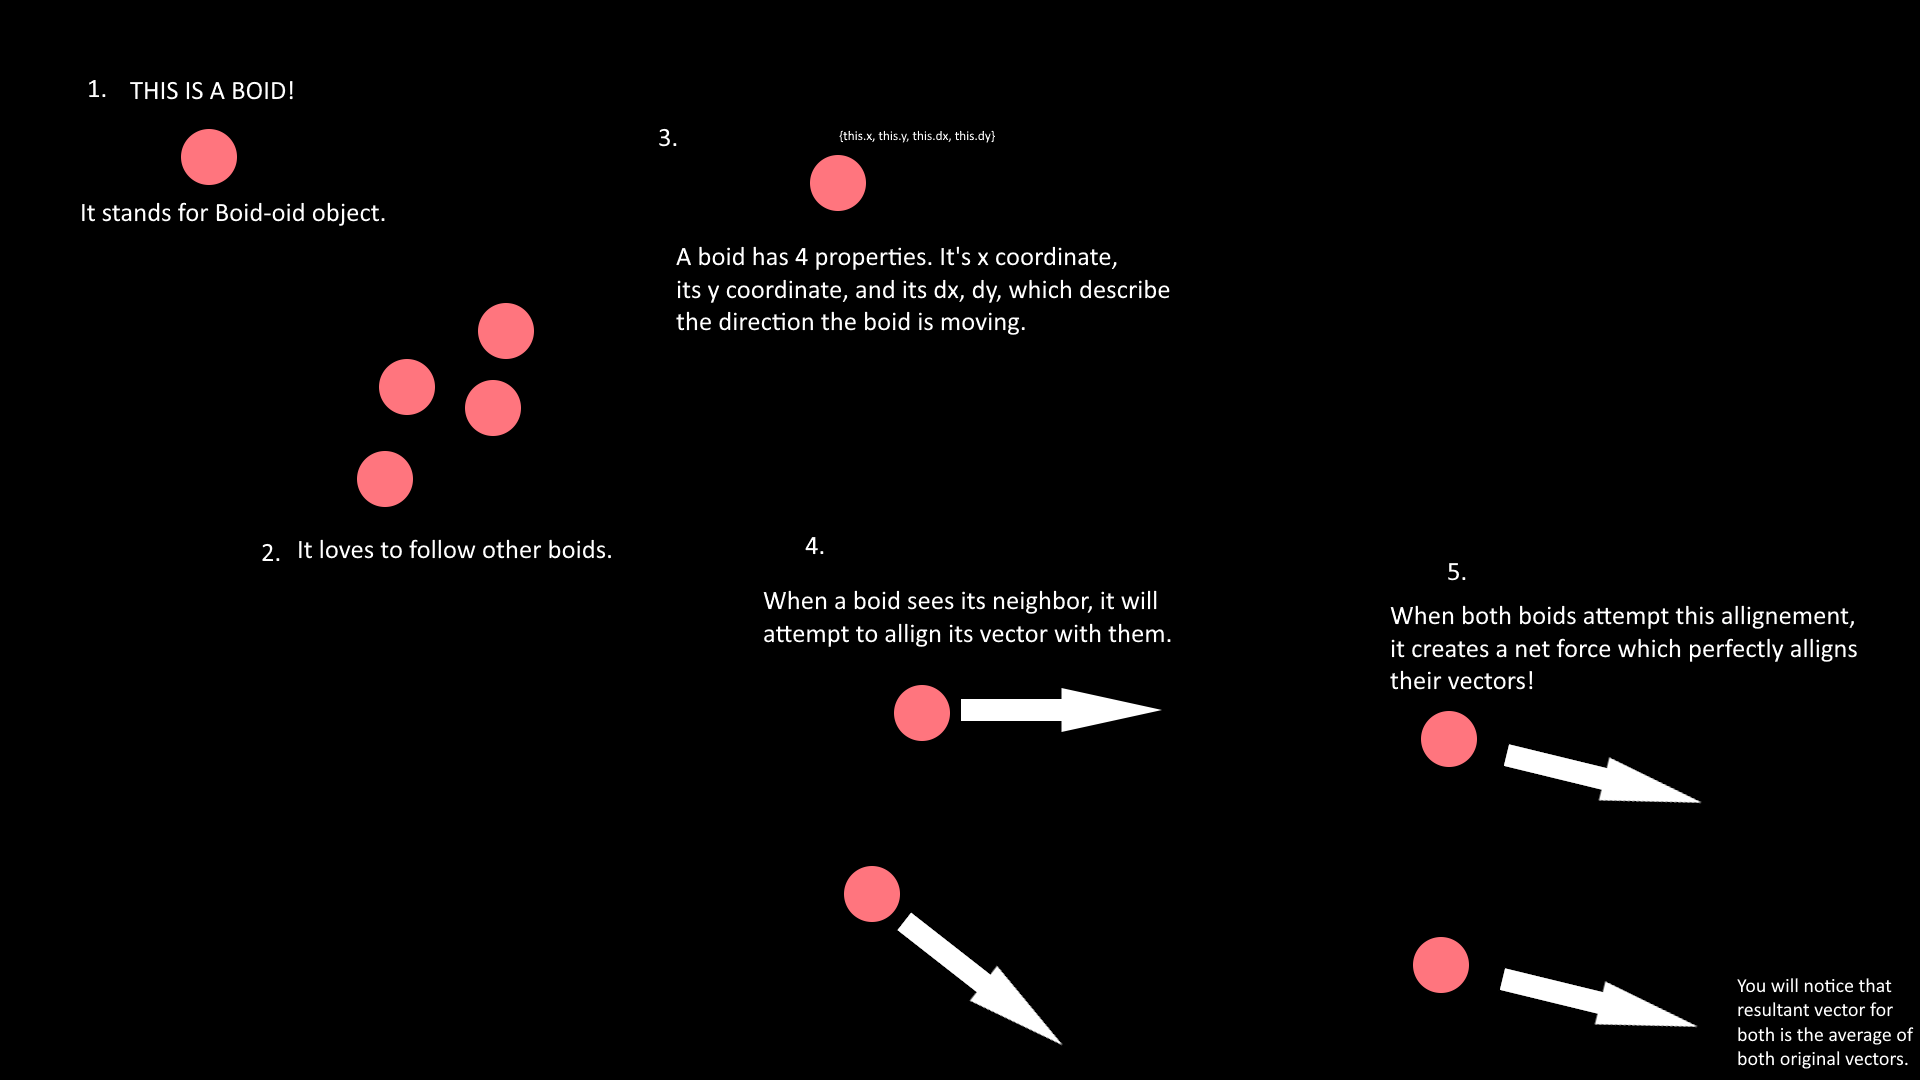 1. THIS IS A BOID!
It stands for Boid-oid object.
2. It loves to follow other boids.
3.
{this.x, this.y, this.dx, this.dy}
A boid has 4 properties. It's x coordinate,
its y coordinate, and its dx, dy, which describe
the direction the boid is moving.
4.
When a boid sees its neighbor, it will
attempt to allign its vector with them.
5.
When both boids attempt this allignement,
it creates a net force which perfectly alligns
their vectors!
You will notice that
resultant vector for
both is the average of
both original vectors.